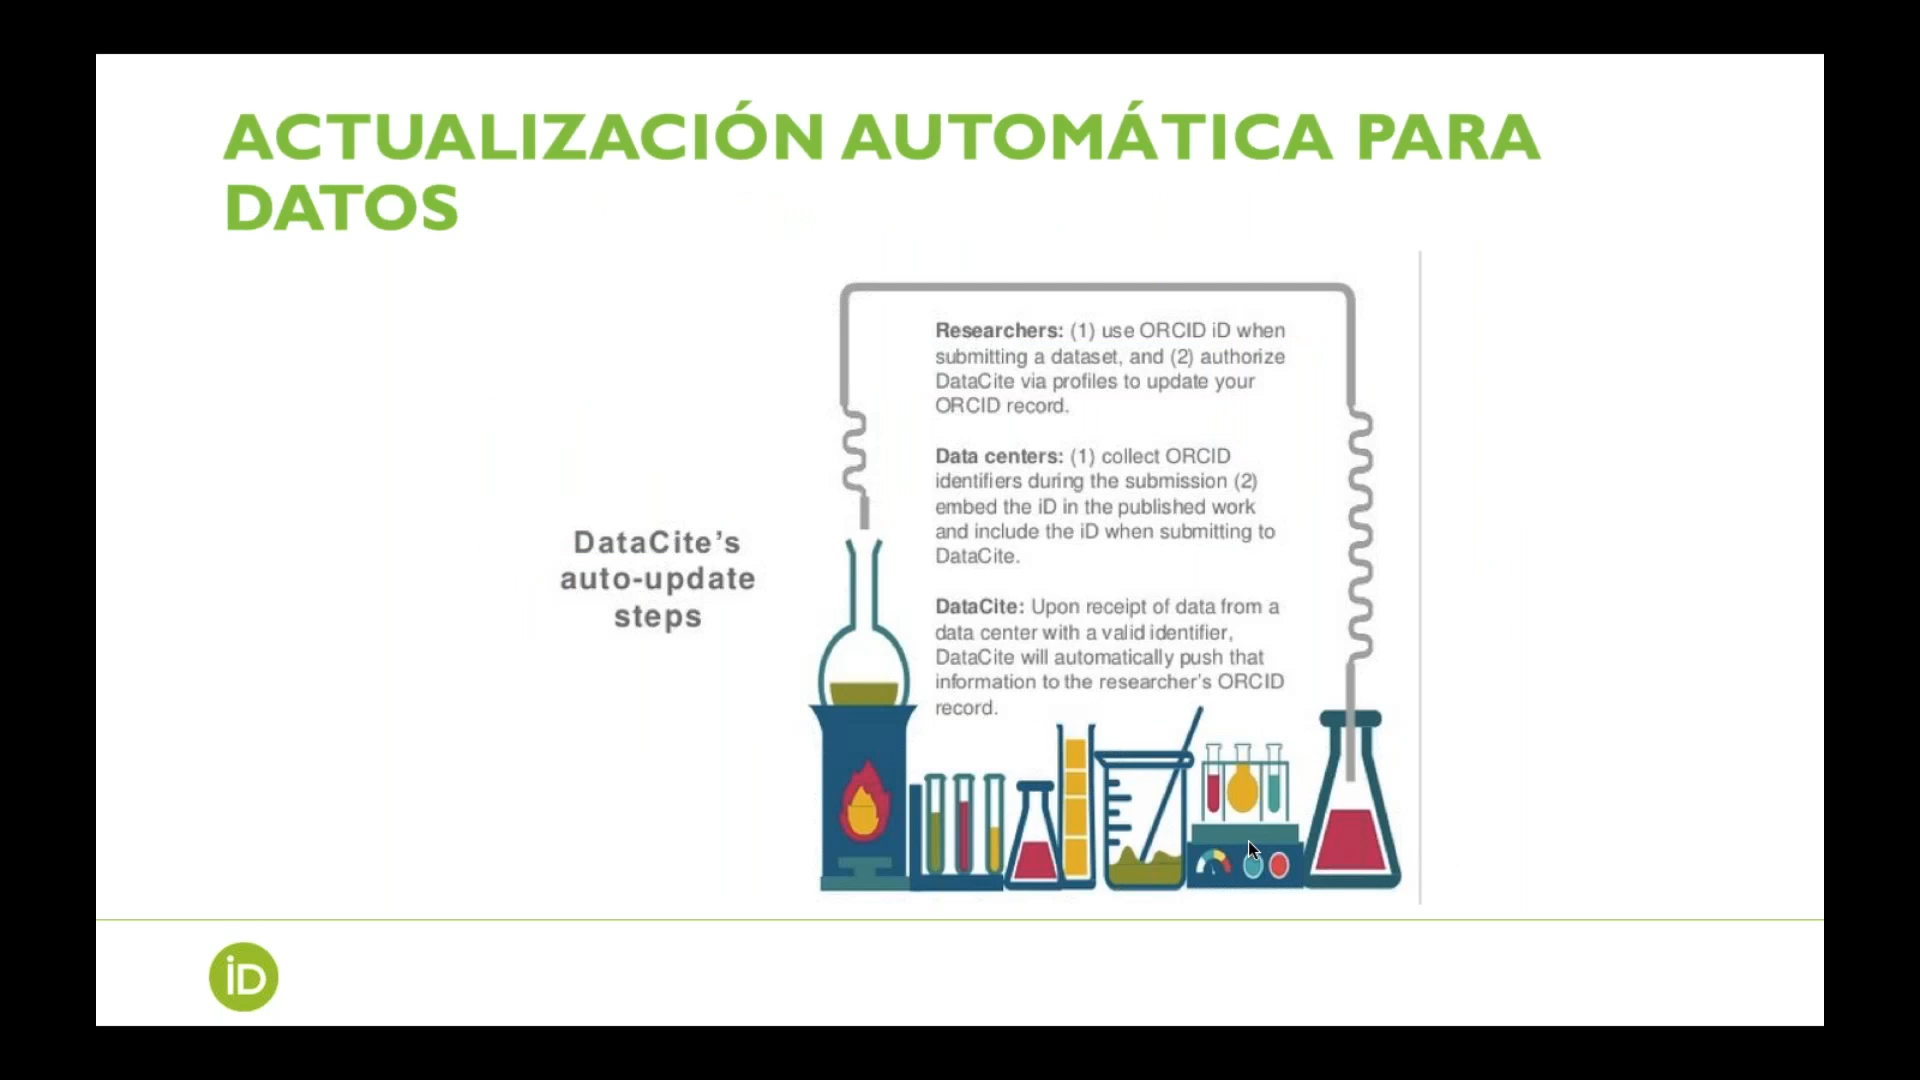 ACTUALIZACIÓN AUTOMÁTICA PARA
DATOS
DataCite’s
auto-update
steps
Researchers: (1) use ORCID iD when
submitting a dataset, and (2) authorize
DataCite via profiles to update your
ORCID record.
Data centers: (1) collect ORCID
identifiers during the submission (2)
embed the iD in the published work
and include the iD when submitting to
DataCite.
DataCite: Upon receipt of data from a
data center with a valid identifier,
DataCite will automatically push that
information to the researcher’s ORCID
record.
iD